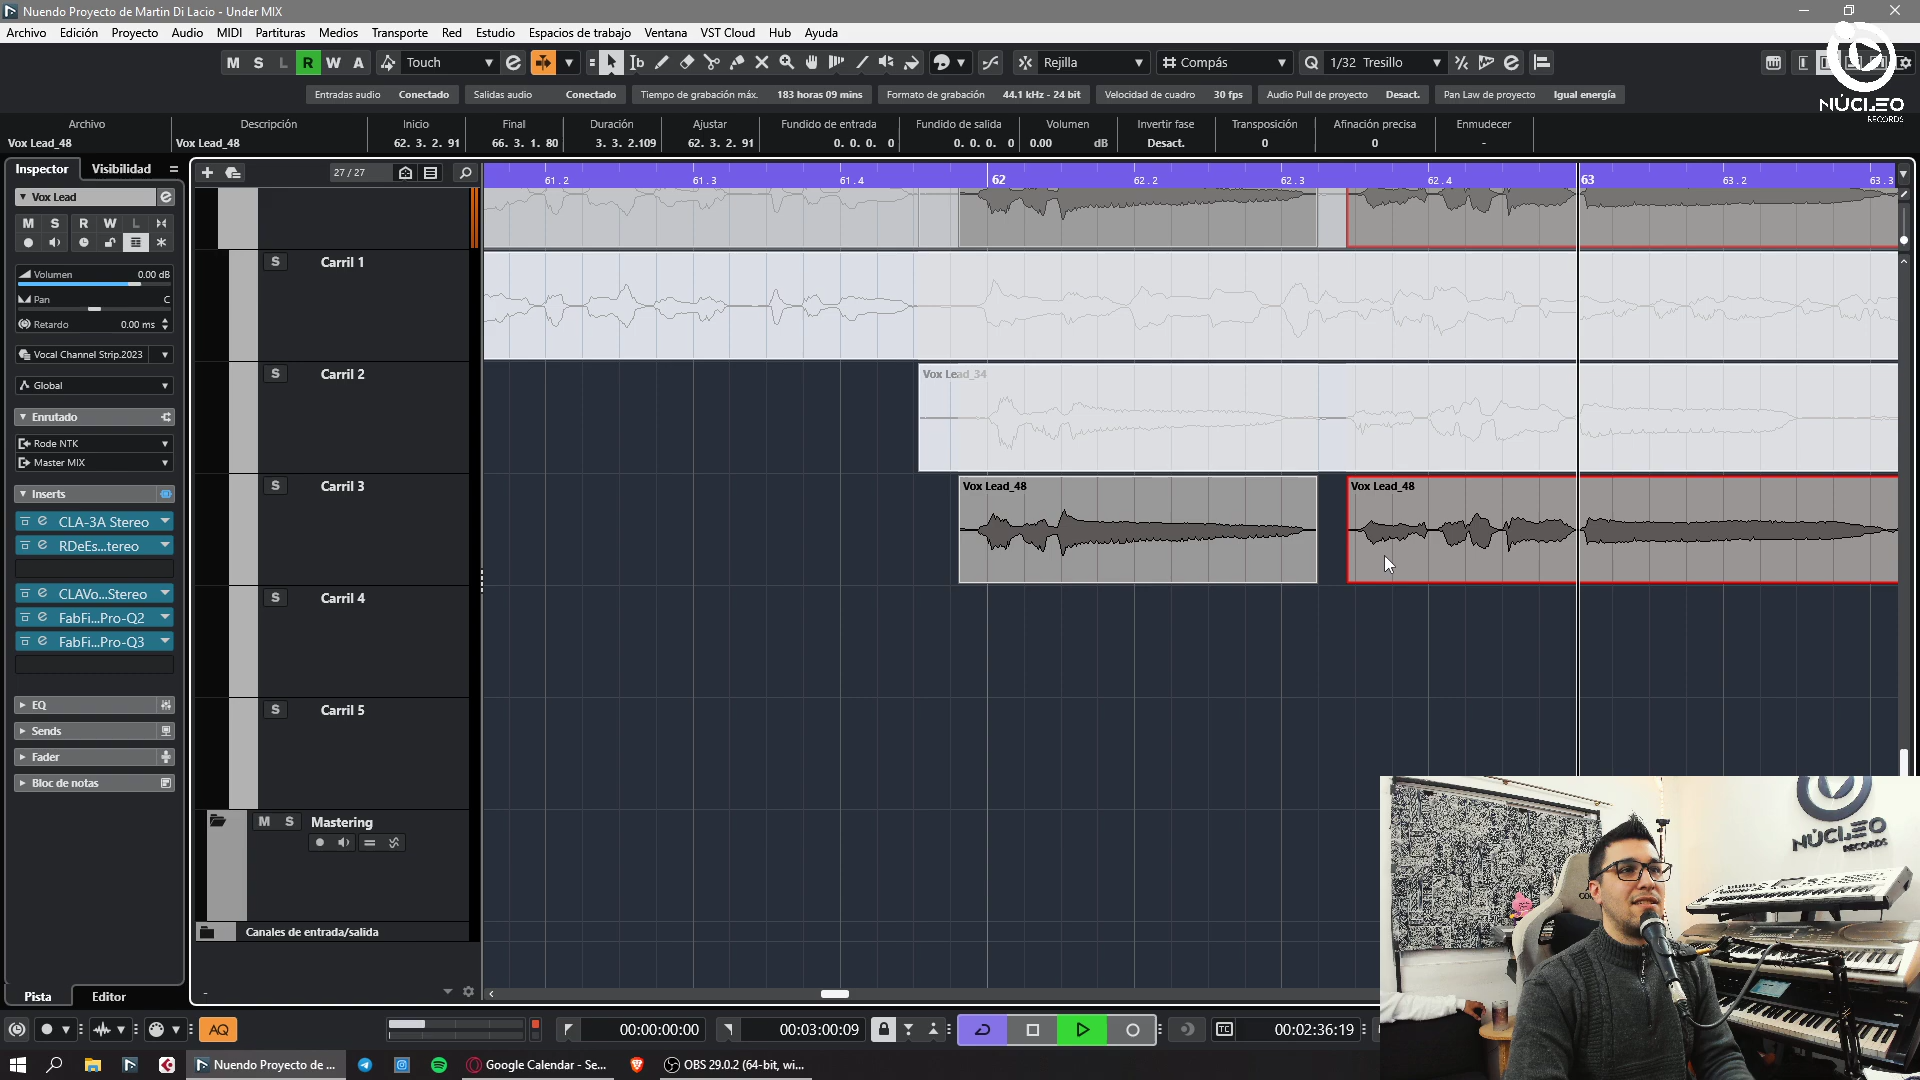 Nuendo Proyecto de Martin Di Lacio - Under MIX
Archivo Edición Proyecto Audio MIDI Partituras Medios Transporte Red Estudio Espacios de trabajo Ventana VST Cloud Hub Ayuda
M S L R W A Touch Rejilla Compás Q 1/32 Tresillo
NÚCLEO
RECORDS
Entradas audio Conectado Salidas audio Conectado Tiempo de grabación máx. 183 horas 09 mins Formato de grabación 44.1 kHz - 24 bit Velocidad de cuadro 30 fps Audio Pull de proyecto Desact. Pan Law de proyecto Igual energía
Archivo Descripción Inicio Final Duración Ajustar Fundido de entrada Fundido de salida Volumen Invertir fase Transposición Afinación precisa Enmudecer
Vox Lead_48 Vox Lead_48 62. 3. 2. 91 66. 3. 1. 80 3. 3. 2.109 62. 3. 2. 91 0. 0. 0. 0 0. 0. 0. 0 0.00 dB Desact. 0 0 -
Inspector Visibilidad 27 / 27
61.2 61.3 61.4 62 62.2 62.3 62.4 63 63.2 63.3
Vox Lead
M S R W L
Volumen 0.00 dB
Pan C
Retardo 0.00 ms
Vocal Channel Strip.2023
Global
Enrutado
Rode NTK
Master MIX
Inserts
CLA-3A Stereo
RDeEs...tereo
CLAVo...Stereo
FabFi...Pro-Q2
FabFi...Pro-Q3
EQ
Sends
Fader
Bloc de notas
Pista Editor
S Carril 1
S Carril 2
Vox Lead_34
S Carril 3
Vox Lead_48 Vox Lead_48
S Carril 4
S Carril 5
M S Mastering
Canales de entrada/salida
NÚCLEO
RECORDS
AQ 00:00:00:00 00:03:00:09 TC 00:02:36:19
Nuendo Proyecto de ... Google Calendar - Se... OBS 29.0.2 (64-bit, wi...